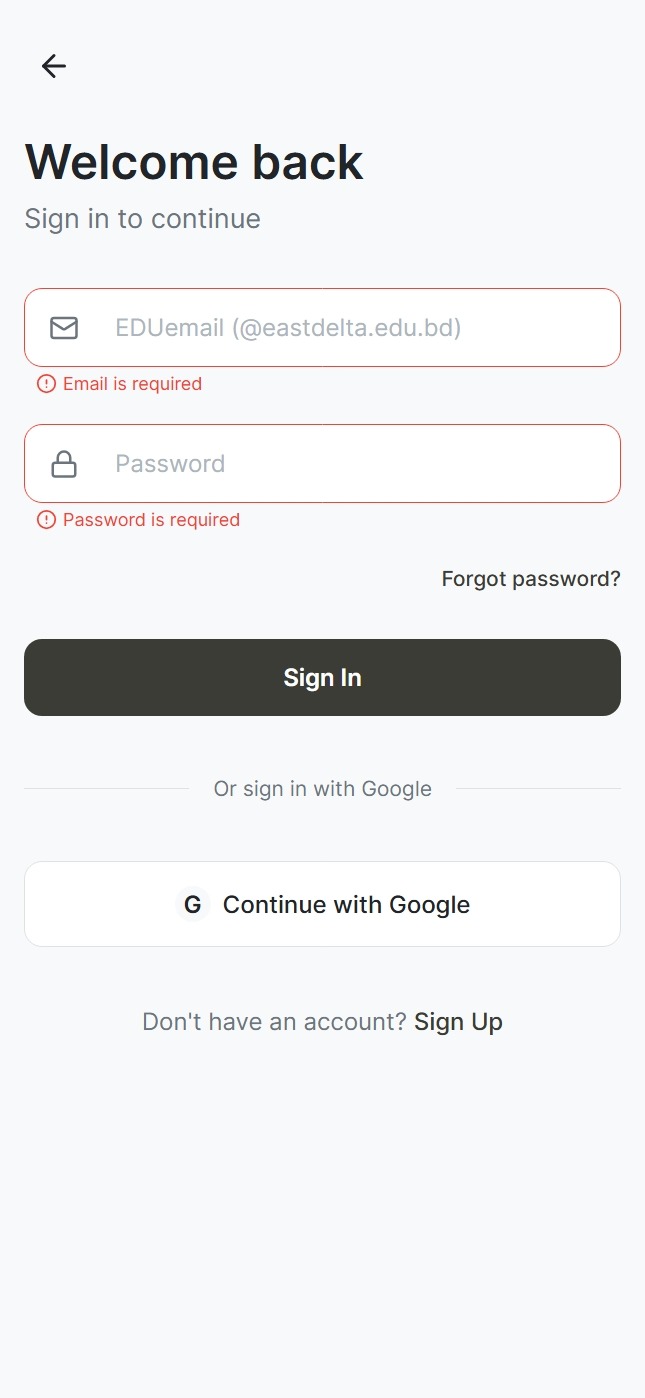 Welcome back
Sign in to continue
EDUemail (@eastdelta.edu.bd)
Email is required
Password
Password is required
Forgot password?
Sign In
Or sign in with Google
G Continue with Google
Don't have an account? Sign Up